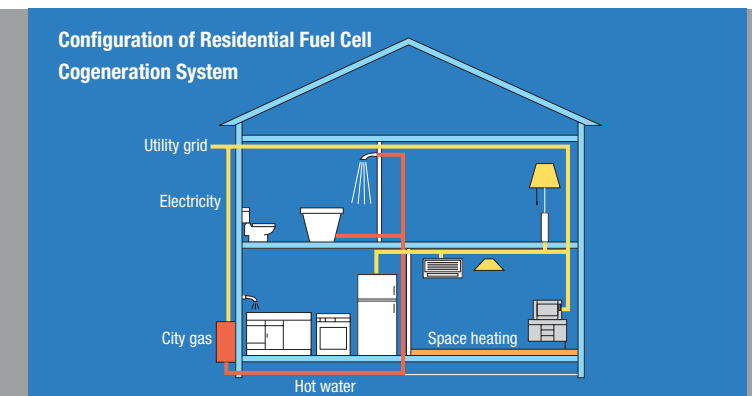 Configuration of Residential Fuel Cell
Cogeneration System
Utility grid
Electricity
City gas
Space heating
Hot water